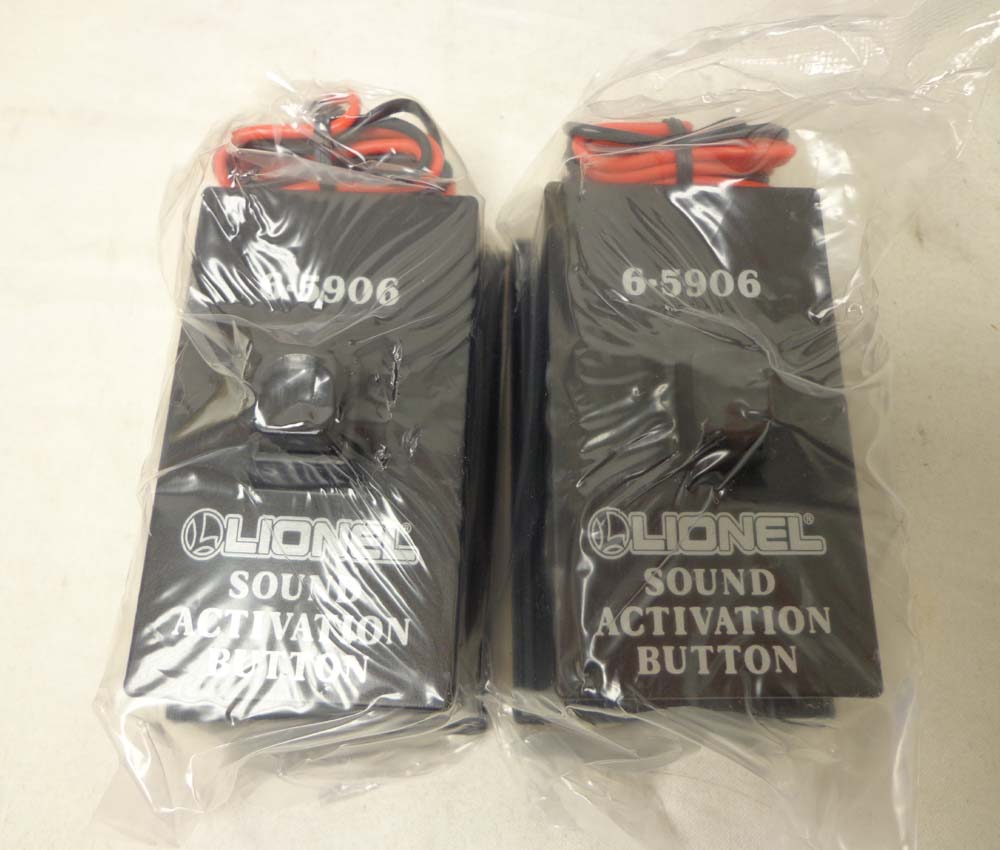 6-5906
LIONEL®
SOUND
ACTIVATION
BUTTON
6-5906
LIONEL®
SOUND
ACTIVATION
BUTTON